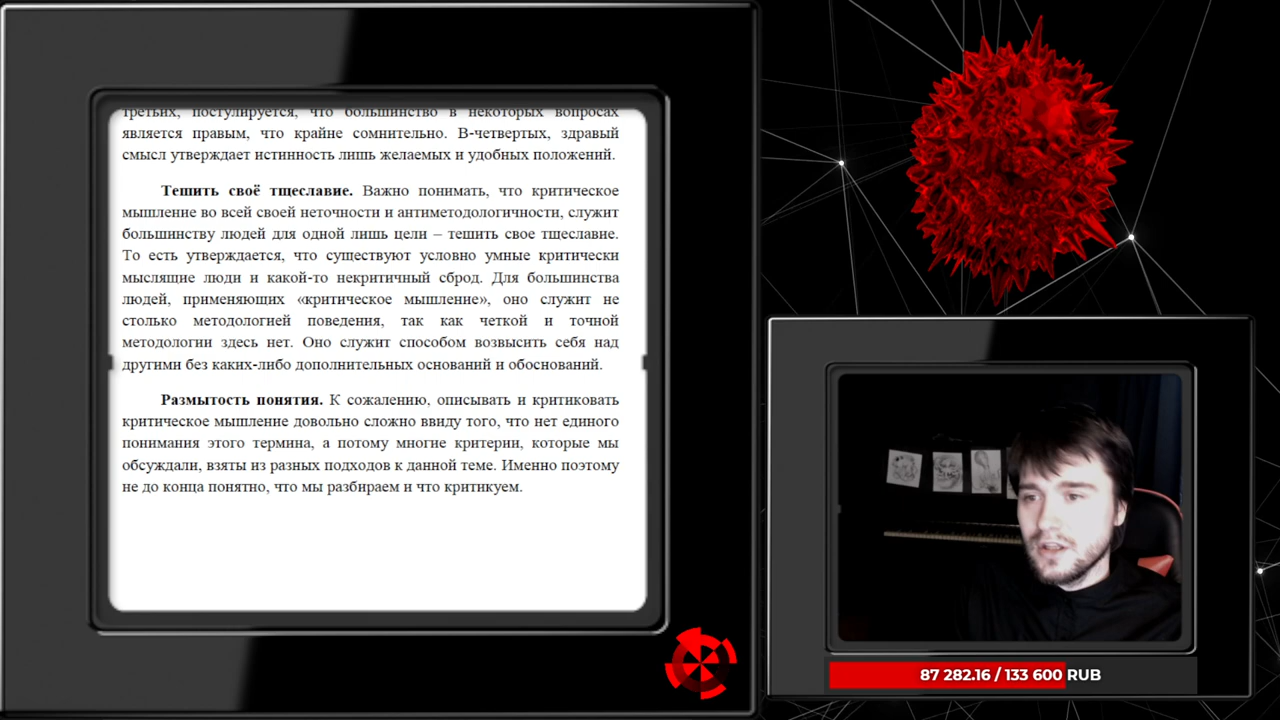 третьих, постулируется, что большинство в некоторых вопросах
является правым, что крайне сомнительно. В-четвертых, здравый
смысл утверждает истинность лишь желаемых и удобных положений.
Тешить своё тщеславие. Важно понимать, что критическое
мышление во всей своей неточности и антиметодологичности, служит
большинству людей для одной лишь цели – тешить свое тщеславие.
То есть утверждается, что существуют условно умные критически
мыслящие люди и какой-то некритичный сброд. Для большинства
людей, применяющих «критическое мышление», оно служит не
столько методологией поведения, так как четкой и точной
методологии здесь нет. Оно служит способом возвысить себя над
другими без каких-либо дополнительных оснований и обоснований.
Размытость понятия. К сожалению, описывать и критиковать
критическое мышление довольно сложно ввиду того, что нет единого
понимания этого термина, а потому многие критерии, которые мы
обсуждали, взяты из разных подходов к данной теме. Именно поэтому
не до конца понятно, что мы разбираем и что критикуем.
87 282.16 / 133 600 RUB